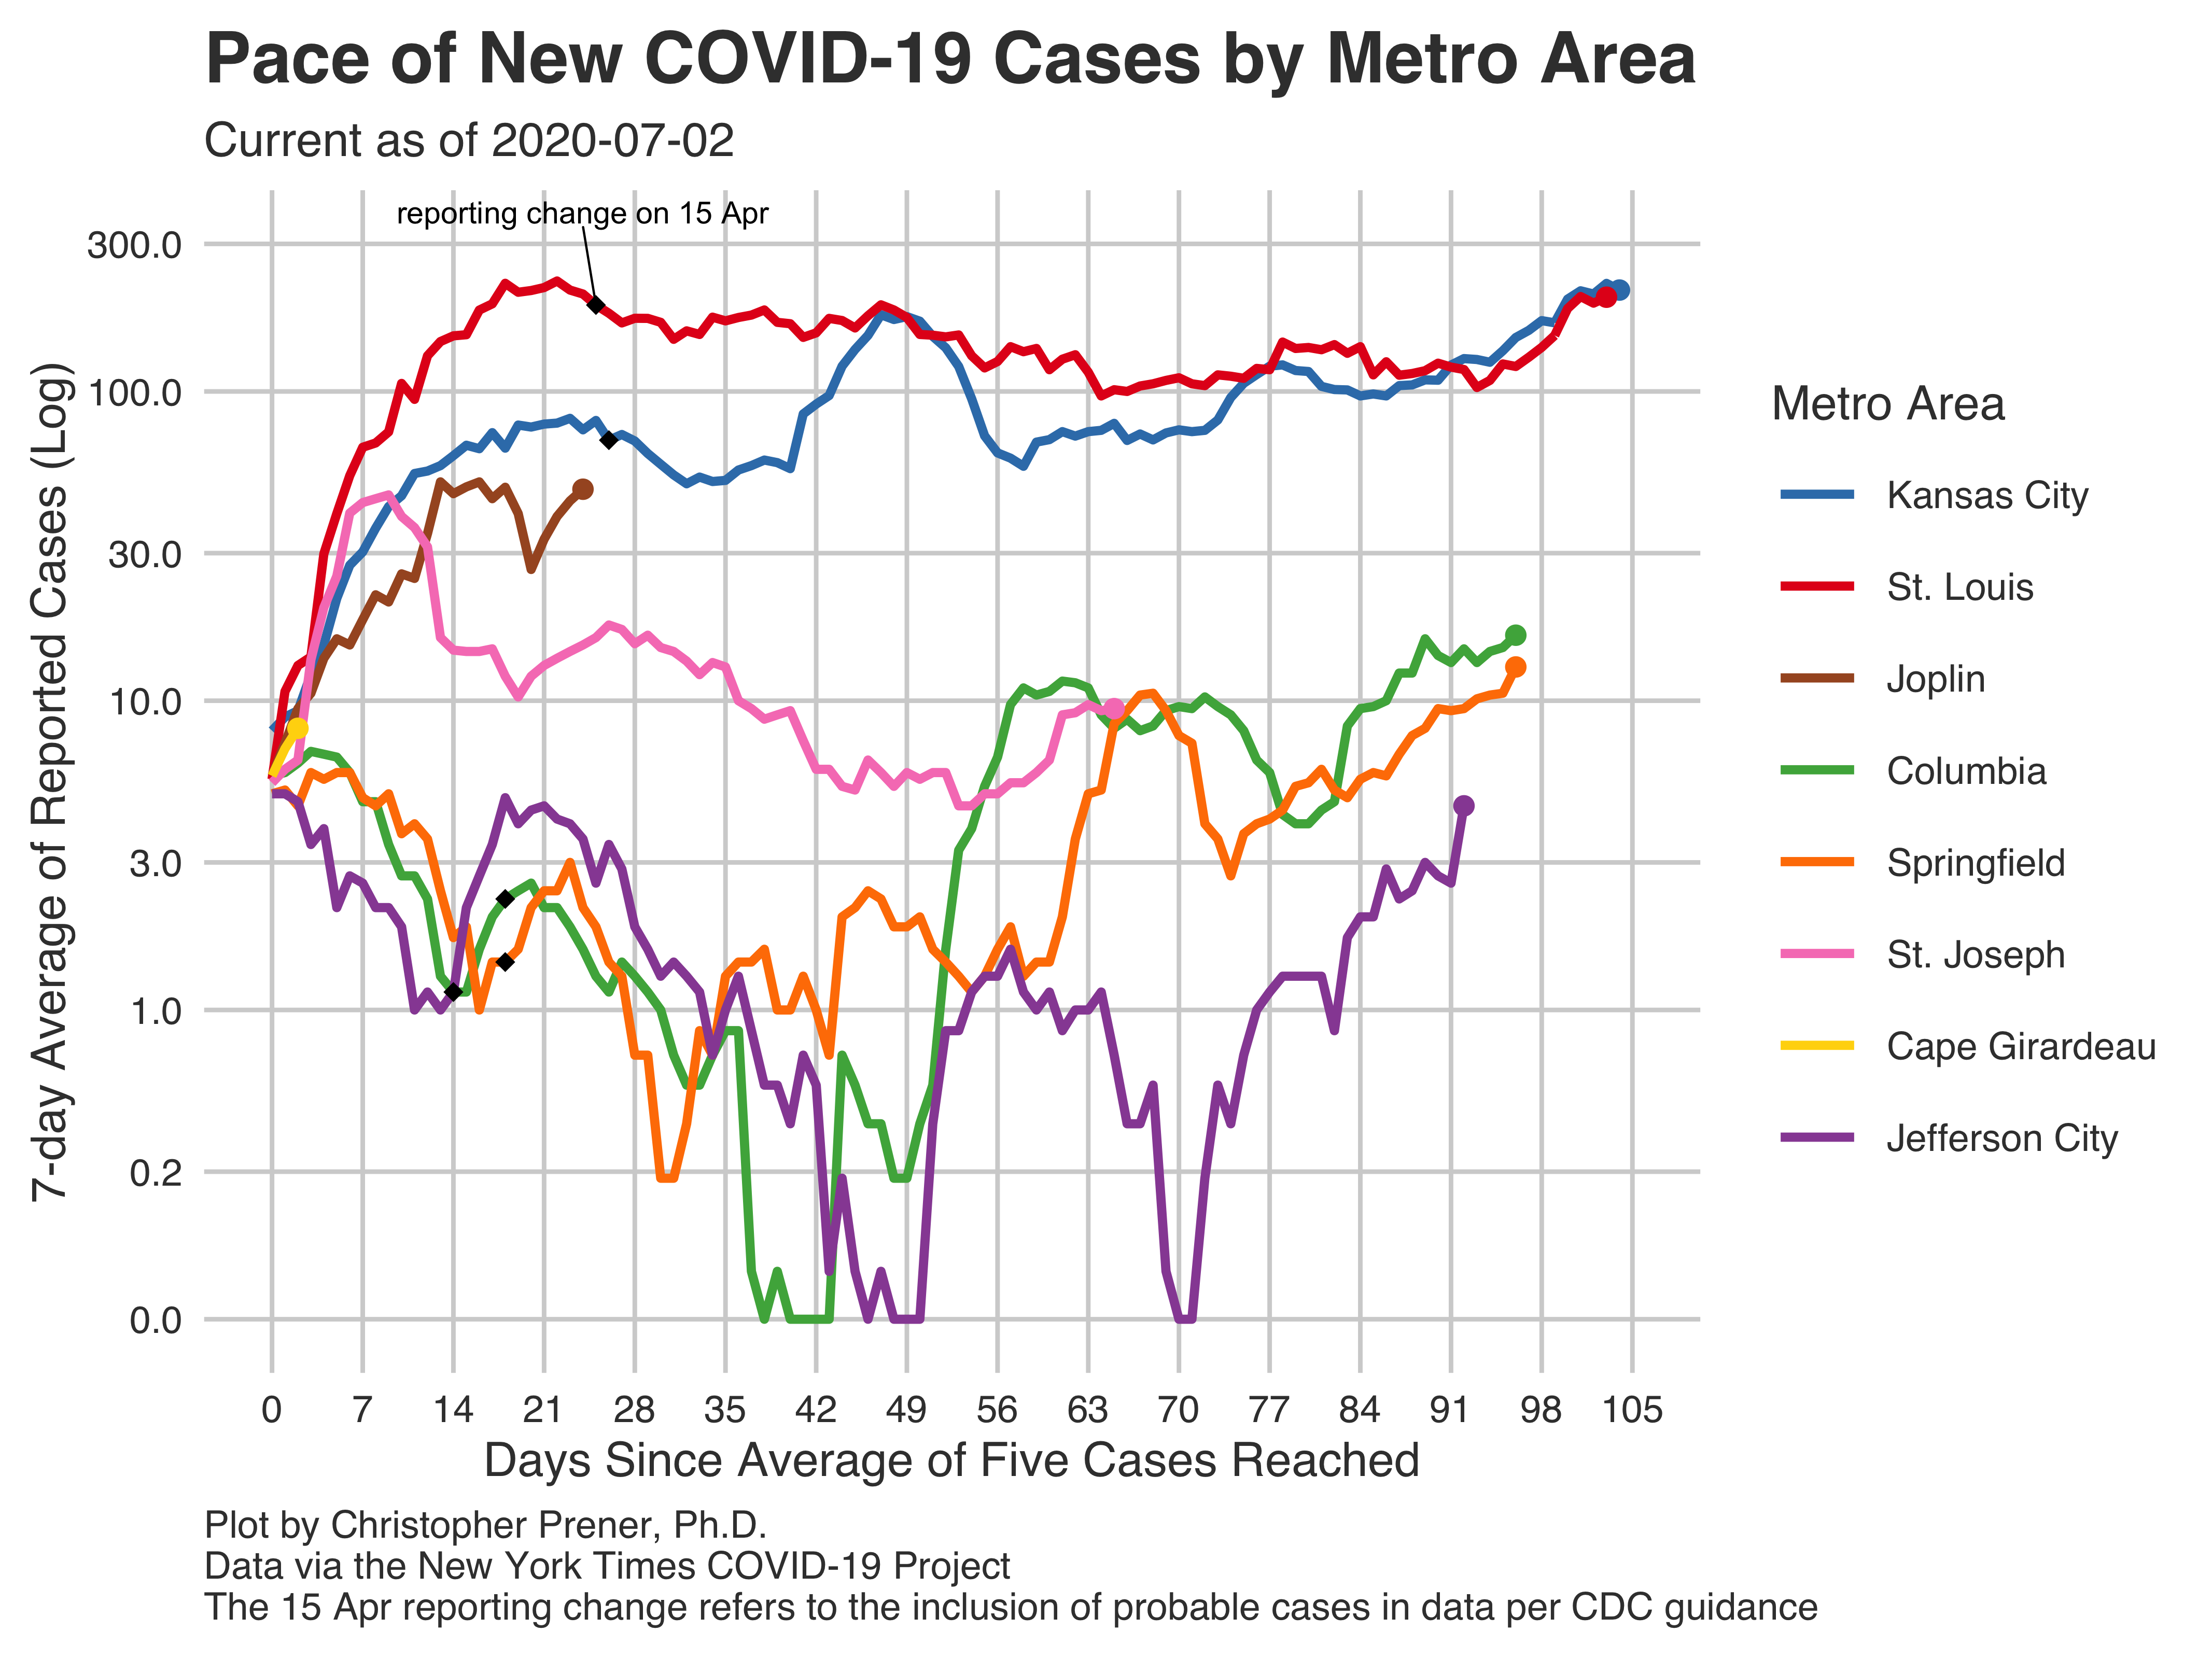 Pace of New COVID-19 Cases by Metro Area
Current as of 2020-07-02
reporting change on 15 Apr
7-day Average of Reported Cases (Log)
300.0
100.0
30.0
10.0
3.0
1.0
0.2
0.0
0 7 14 21 28 35 42 49 56 63 70 77 84 91 98 105
Days Since Average of Five Cases Reached
Metro Area
Kansas City
St. Louis
Joplin
Columbia
Springfield
St. Joseph
Cape Girardeau
Jefferson City
Plot by Christopher Prener, Ph.D.
Data via the New York Times COVID-19 Project
The 15 Apr reporting change refers to the inclusion of probable cases in data per CDC guidance